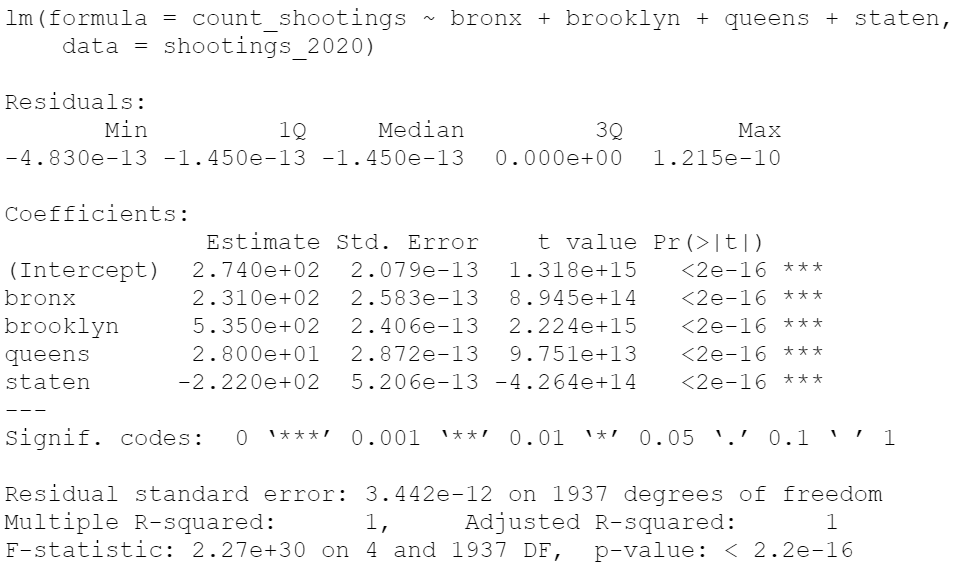 lm(formula = count_shootings ~ bronx + brooklyn + queens + staten,
    data = shootings_2020)

Residuals:
       Min         1Q     Median         3Q        Max
-4.830e-13 -1.450e-13 -1.450e-13  0.000e+00  1.215e-10

Coefficients:
              Estimate Std. Error    t value Pr(>|t|)
(Intercept)  2.740e+02  2.079e-13  1.318e+15   <2e-16 ***
bronx        2.310e+02  2.583e-13  8.945e+14   <2e-16 ***
brooklyn     5.350e+02  2.406e-13  2.224e+15   <2e-16 ***
queens       2.800e+01  2.872e-13  9.751e+13   <2e-16 ***
staten      -2.220e+02  5.206e-13 -4.264e+14   <2e-16 ***
---
Signif. codes:  0 ‘***’ 0.001 ‘**’ 0.01 ‘*’ 0.05 ‘.’ 0.1 ‘ ’ 1

Residual standard error: 3.442e-12 on 1937 degrees of freedom
Multiple R-squared:      1,     Adjusted R-squared:      1
F-statistic: 2.27e+30 on 4 and 1937 DF,  p-value: < 2.2e-16